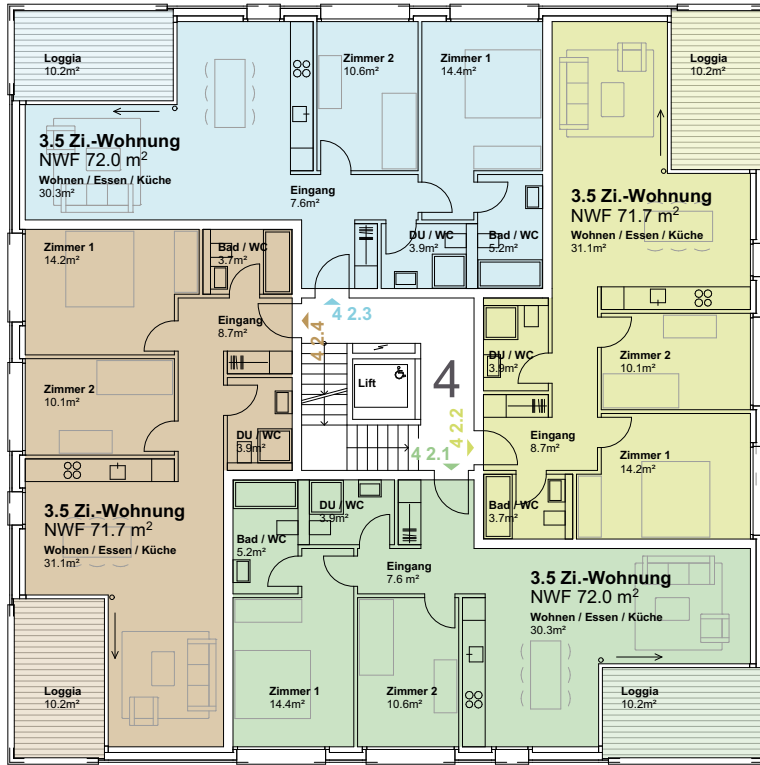 Loggia
10.2m²
3.5 Zi.-Wohnung
NWF 72.0 m²
Wohnen / Essen / Küche
30.3m²
Zimmer 2
10.6m²
Zimmer 1
14.4m²
Eingang
7.6m²
DU / WC
3.9m²
Bad / WC
5.2m²
Loggia
10.2m²
3.5 Zi.-Wohnung
NWF 71.7 m²
Wohnen / Essen / Küche
31.1m²
Zimmer 1
14.2m²
Bad / WC
3.7m²
Eingang
8.7m²
Zimmer 2
10.1m²
DU / WC
3.9m²
4 2.3
4 2.4
Lift
4
4 2.2
4 2.1
DU / WC
3.9m²
Zimmer 2
10.1m²
Eingang
8.7m²
Zimmer 1
14.2m²
Bad / WC
3.7m²
3.5 Zi.-Wohnung
NWF 71.7 m²
Wohnen / Essen / Küche
31.1m²
Loggia
10.2m²
Bad / WC
5.2m²
DU / WC
3.9m²
Eingang
7.6 m²
Zimmer 1
14.4m²
Zimmer 2
10.6m²
3.5 Zi.-Wohnung
NWF 72.0 m²
Wohnen / Essen / Küche
30.3m²
Loggia
10.2m²